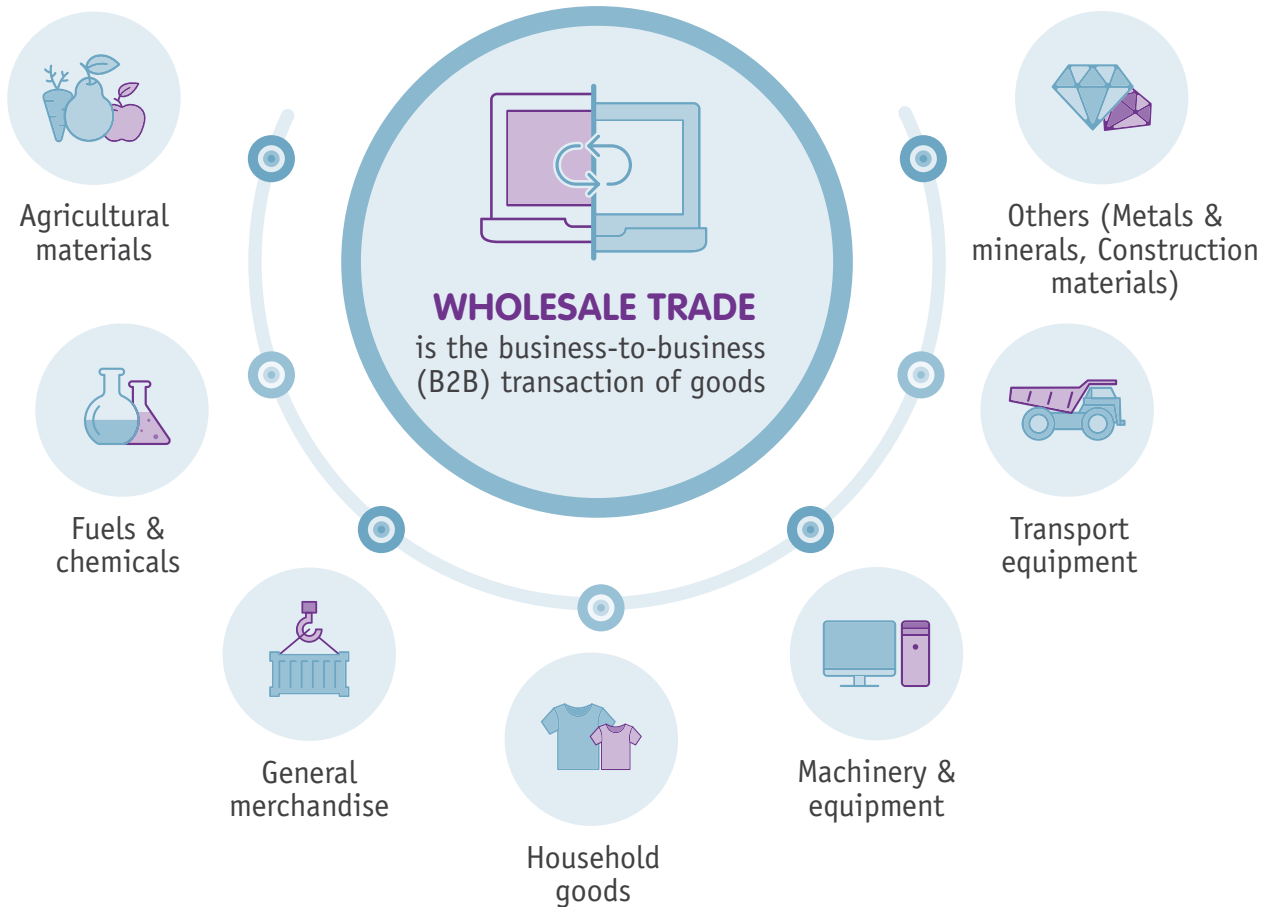 WHOLESALE TRADE
is the business-to-business
(B2B) transaction of goods
Agricultural
materials
Fuels &
chemicals
General
merchandise
Household
goods
Machinery &
equipment
Transport
equipment
Others (Metals &
minerals, Construction
materials)